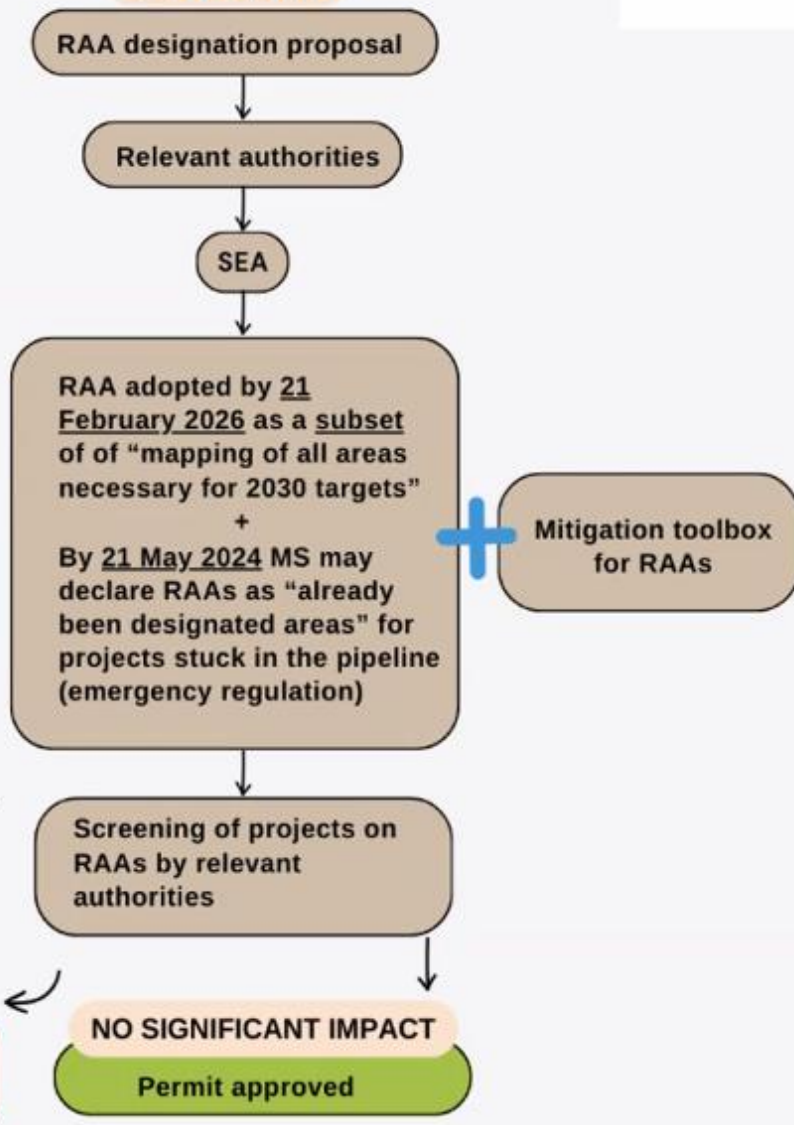 RAA designation proposal
Relevant authorities
SEA
RAA adopted by 21
February 2026 as a subset
of of “mapping of all areas
necessary for 2030 targets”
+
By 21 May 2024 MS may
declare RAAs as “already
been designated areas” for
projects stuck in the pipeline
(emergency regulation)
Mitigation toolbox
for RAAs
Screening of projects on
RAAs by relevant
authorities
NO SIGNIFICANT IMPACT
Permit approved